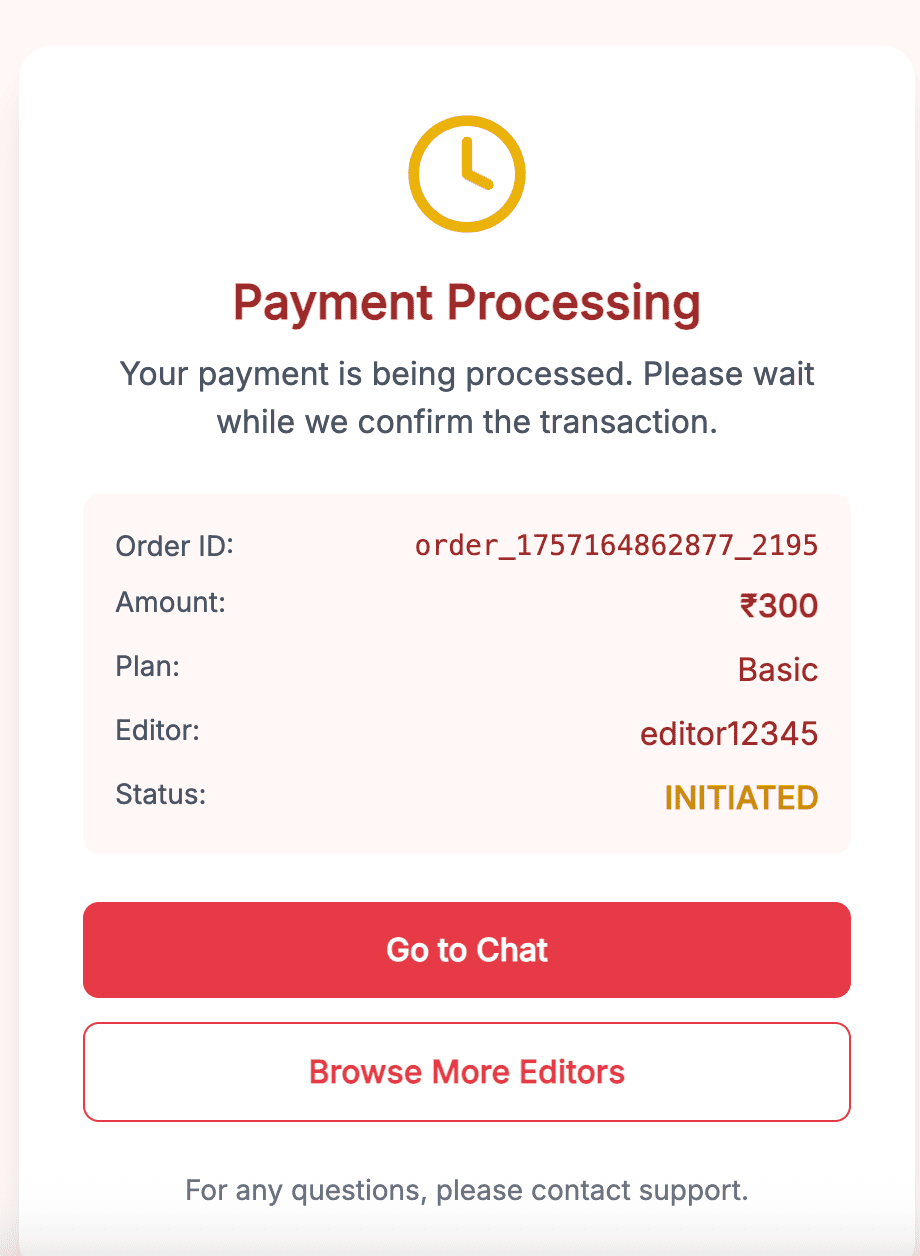 Payment Processing
Your payment is being processed. Please wait
while we confirm the transaction.
Order ID: order_1757164862877_2195
Amount: ₹300
Plan: Basic
Editor: editor12345
Status: INITIATED
Go to Chat
Browse More Editors
For any questions, please contact support.